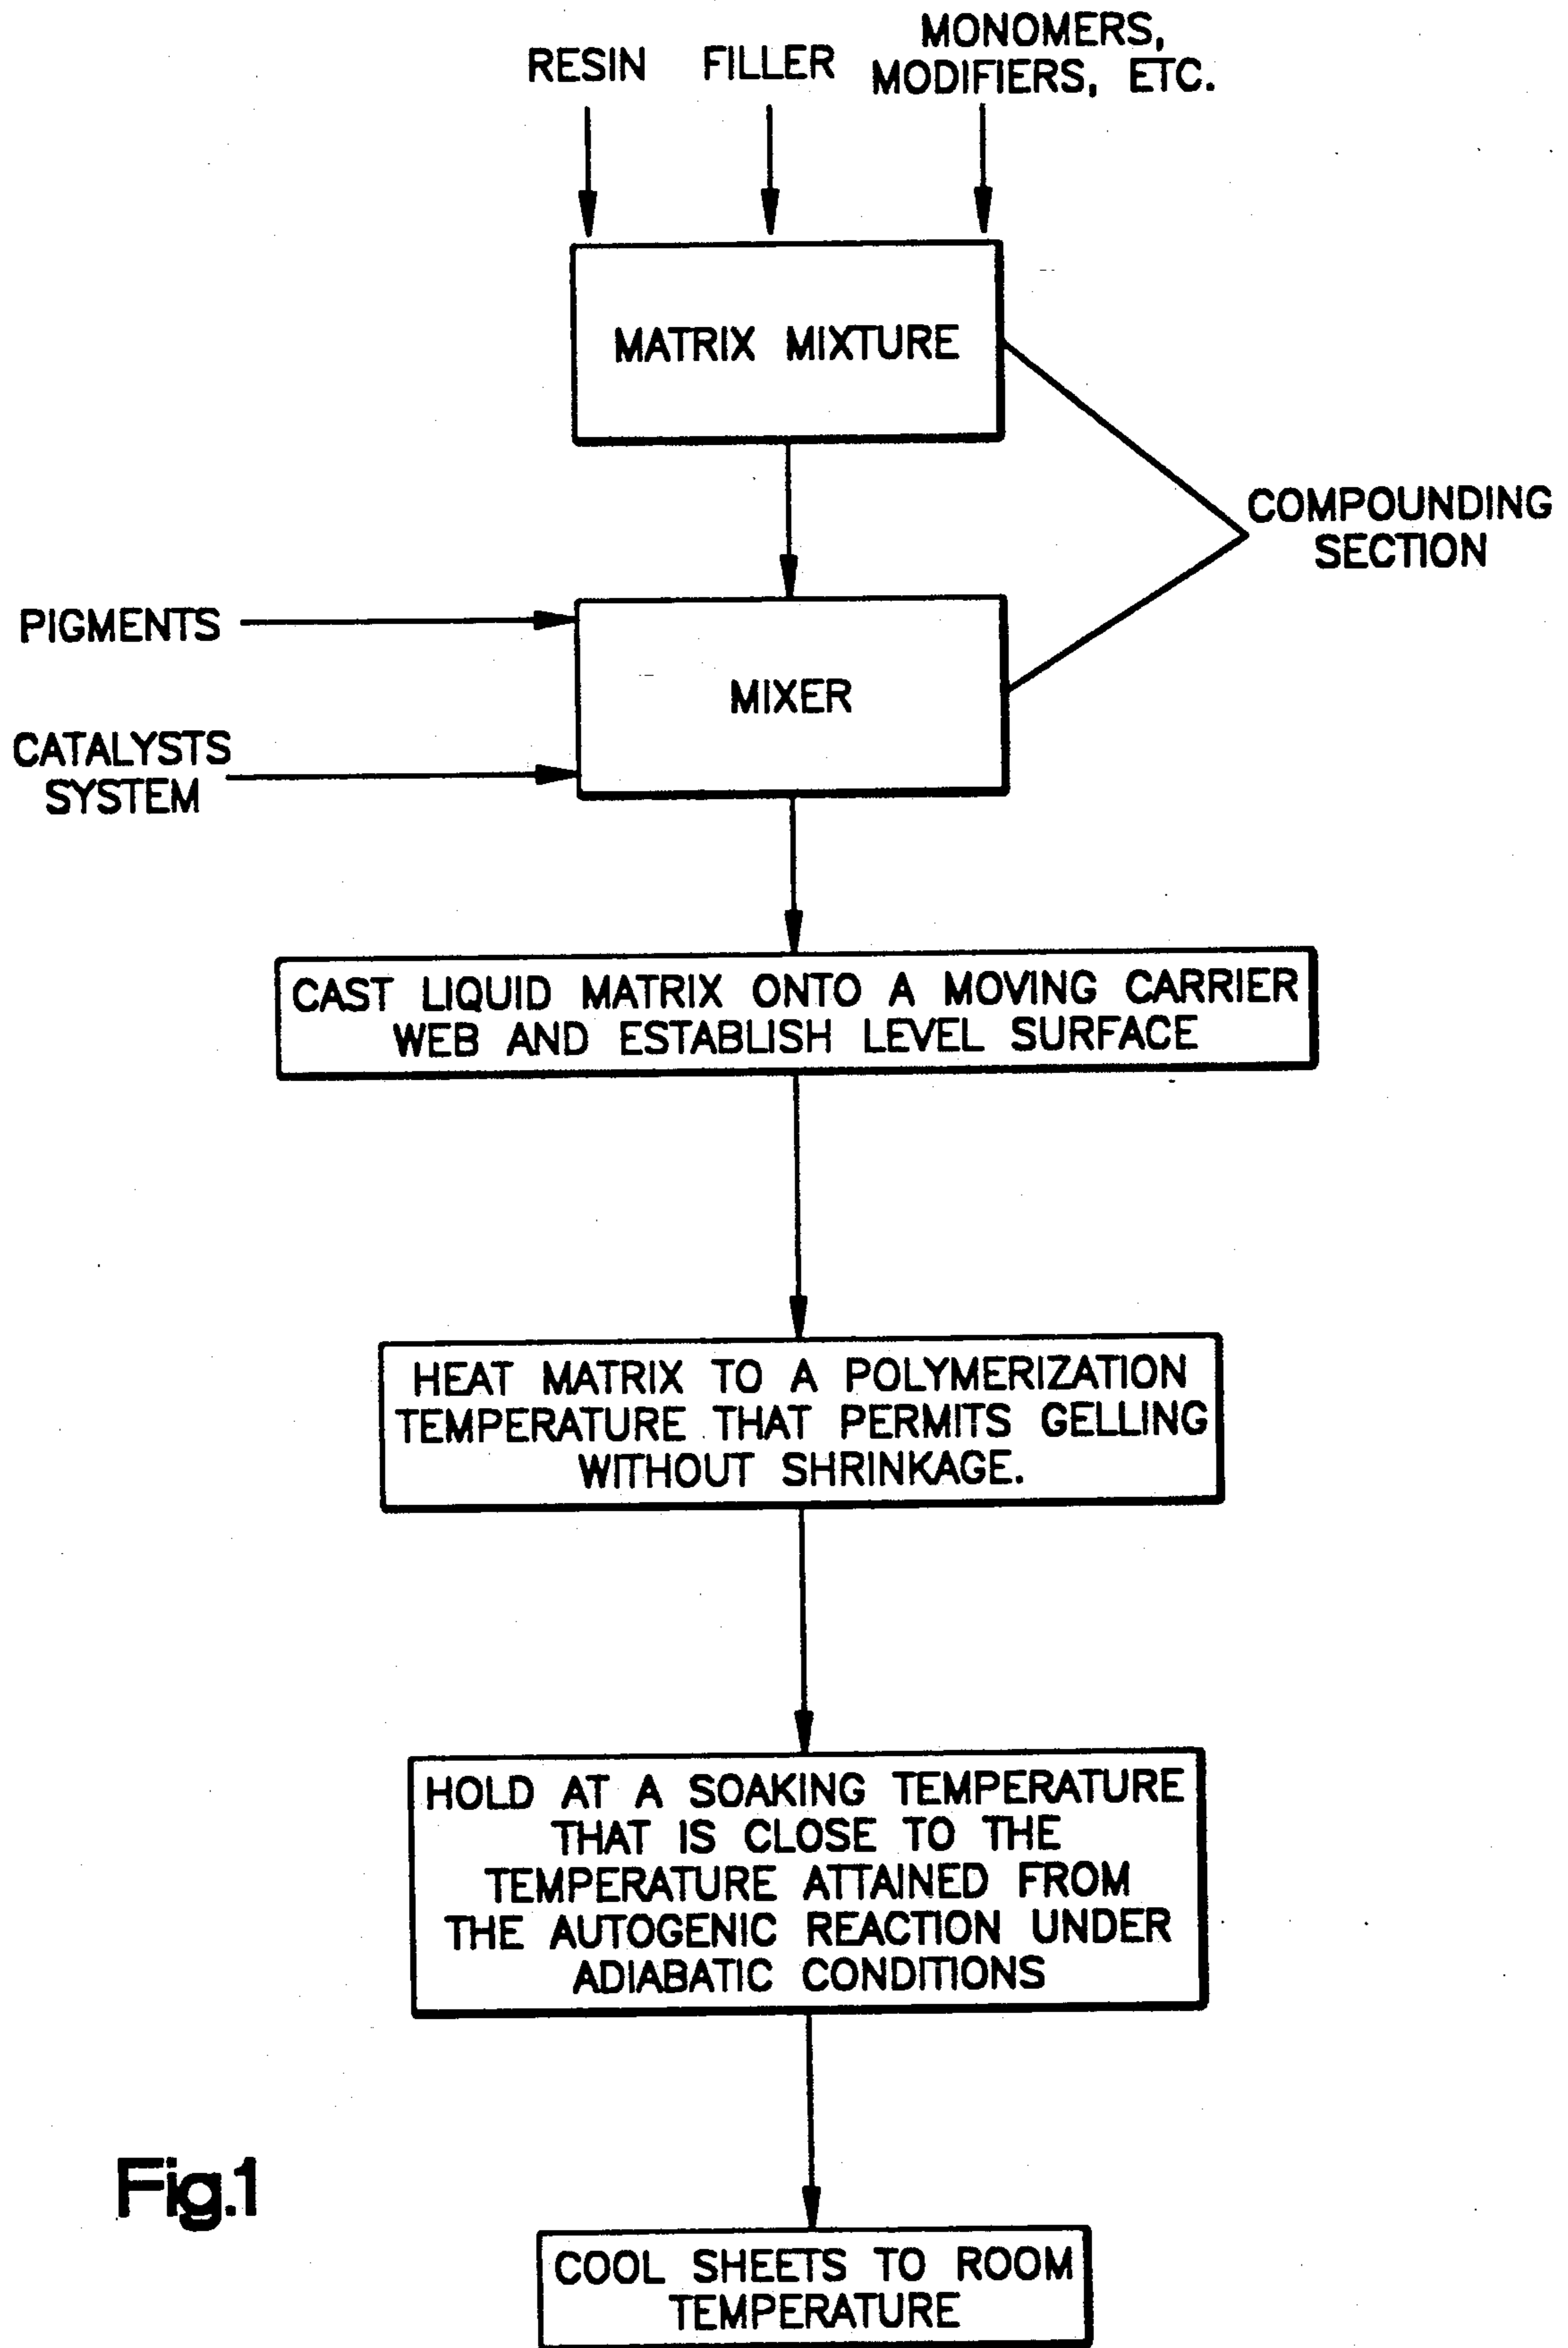 RESIN
FILLER
MONOMERS,
MODIFIERS, ETC.
MATRIX MIXTURE
COMPOUNDING
SECTION
PIGMENTS
MIXER
CATALYSTS
SYSTEM
CAST LIQUID MATRIX ONTO A MOVING CARRIER
WEB AND ESTABLISH LEVEL SURFACE
HEAT MATRIX TO A POLYMERIZATION
TEMPERATURE THAT PERMITS GELLING
WITHOUT SHRINKAGE.
HOLD AT A SOAKING TEMPERATURE
THAT IS CLOSE TO THE
TEMPERATURE ATTAINED FROM
THE AUTOGENIC REACTION UNDER
ADIABATIC CONDITIONS
Fig.1
COOL SHEETS TO ROOM
TEMPERATURE